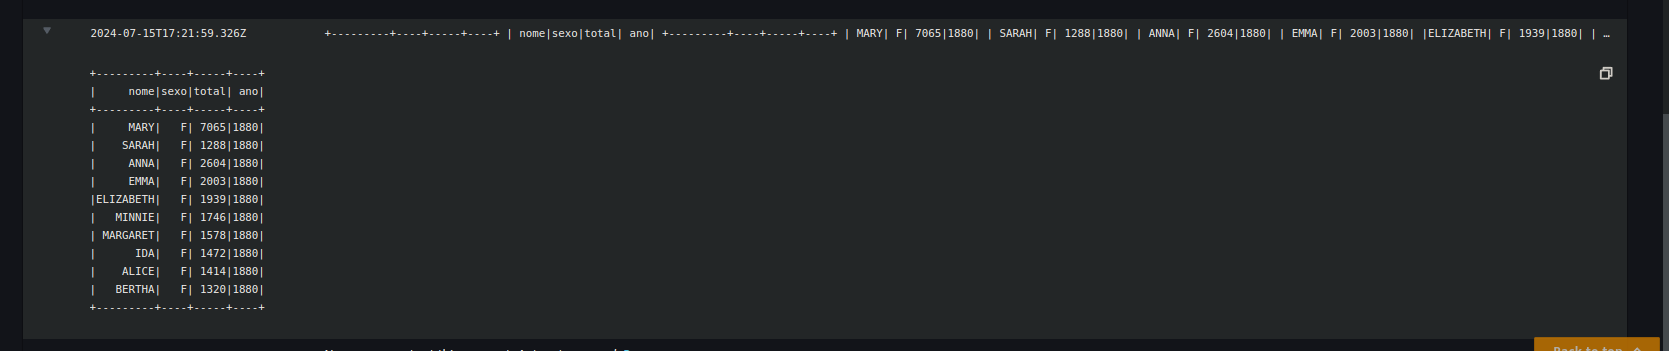 2024-07-15T17:21:59.326Z +---------+----+-----+----+ | nome|sexo|total| ano| +---------+----+-----+----+ | MARY| F| 7065|1880| | SARAH| F| 1288|1880| | ANNA| F| 2604|1880| | EMMA| F| 2003|1880| |ELIZABETH| F| 1939|1880| | …
+---------+----+-----+----+
|     nome|sexo|total| ano|
+---------+----+-----+----+
|     MARY|   F| 7065|1880|
|    SARAH|   F| 1288|1880|
|     ANNA|   F| 2604|1880|
|     EMMA|   F| 2003|1880|
|ELIZABETH|   F| 1939|1880|
|   MINNIE|   F| 1746|1880|
| MARGARET|   F| 1578|1880|
|      IDA|   F| 1472|1880|
|    ALICE|   F| 1414|1880|
|   BERTHA|   F| 1320|1880|
+---------+----+-----+----+
Back to top